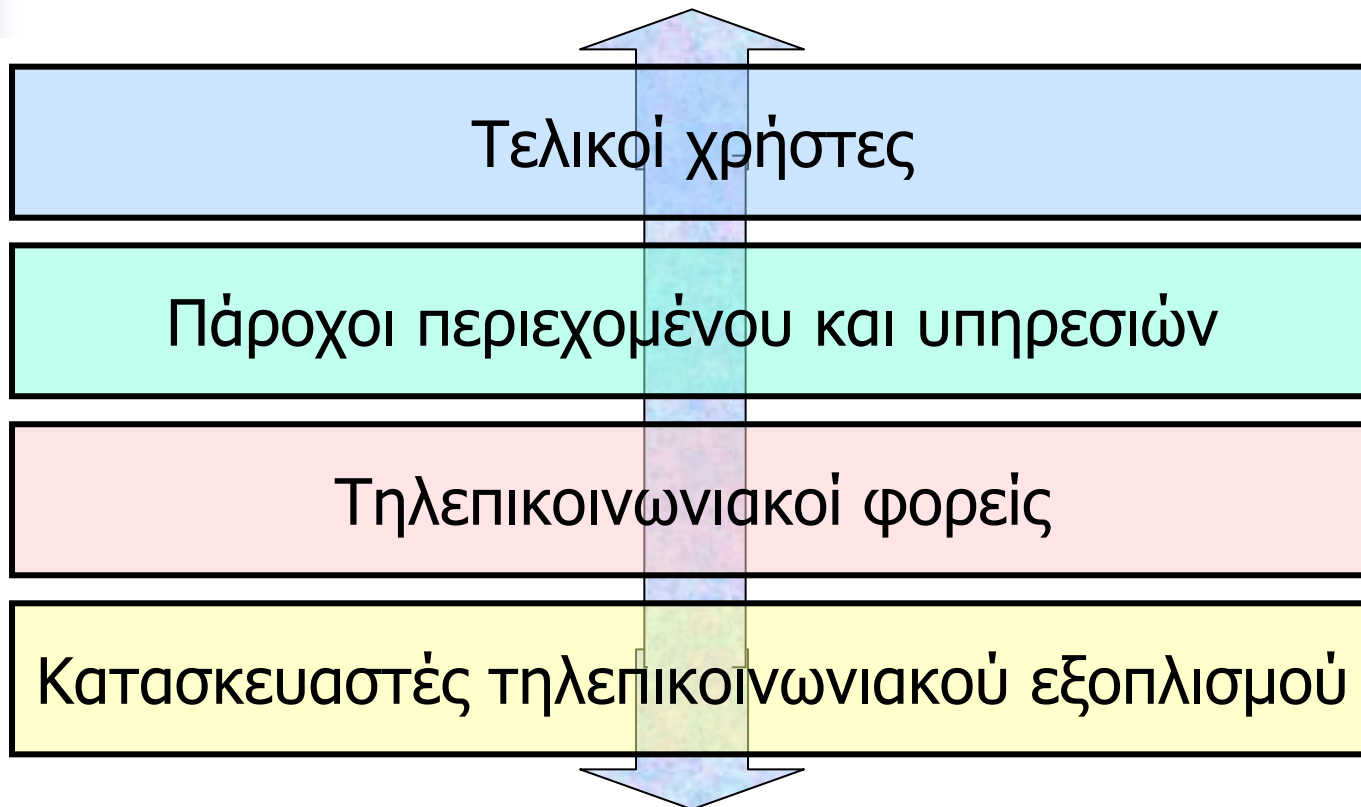 Τελικοί χρήστες
Πάροχοι περιεχομένου και υπηρεσιών
Τηλεπικοινωνιακοί φορείς
Κατασκευαστές τηλεπικοινωνιακού εξοπλισμού